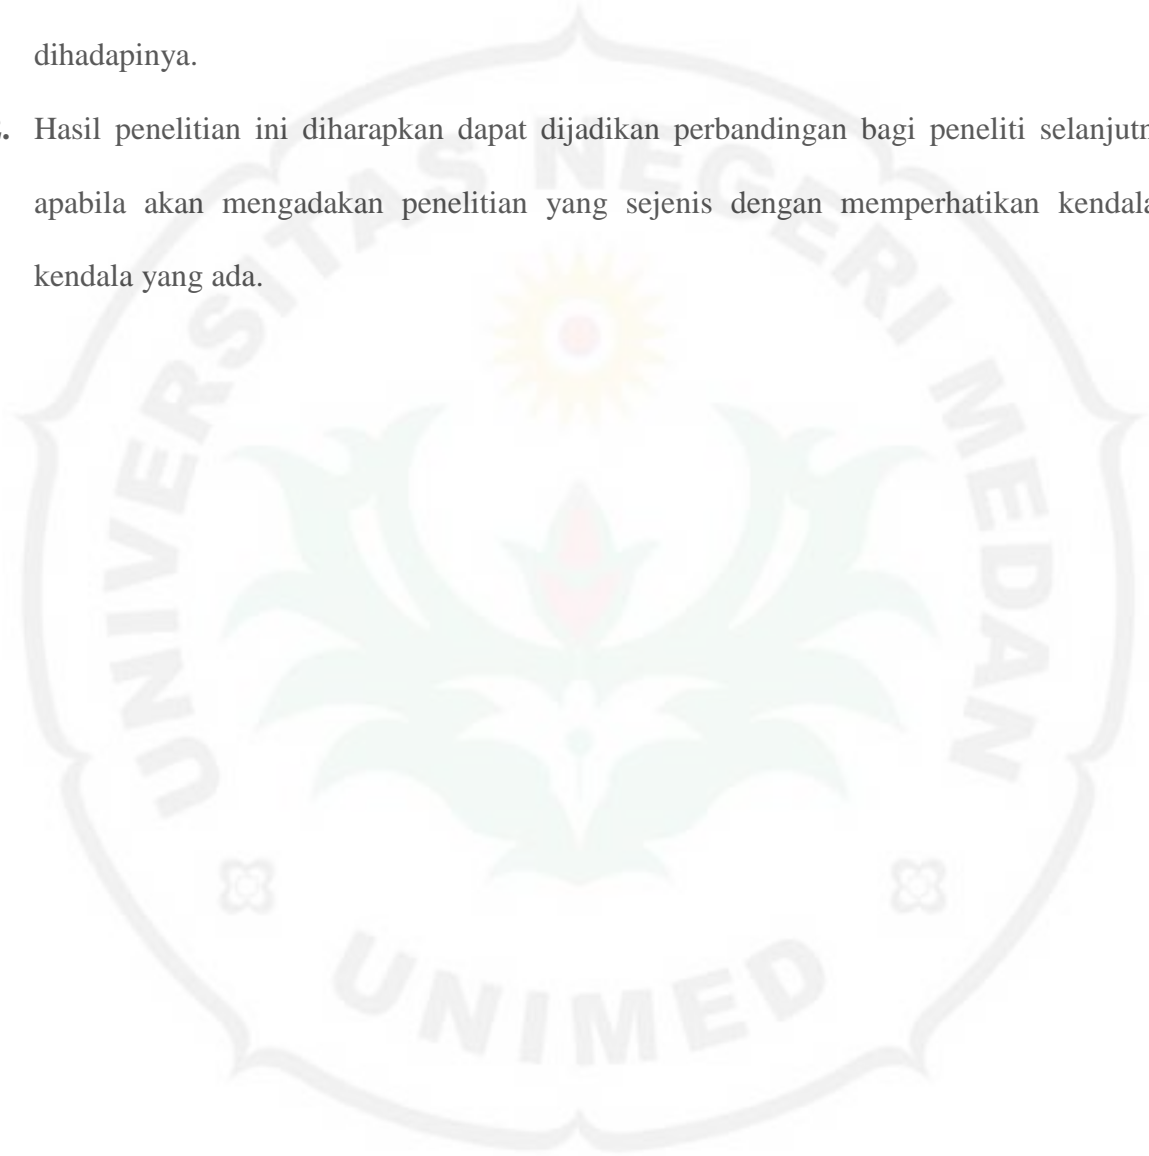 dihadapinya.
. Hasil penelitian ini diharapkan dapat dijadikan perbandingan bagi peneliti selanjutn
apabila akan mengadakan penelitian yang sejenis dengan memperhatikan kendala
kendala yang ada.
UNIVERSITAS NEGERI MEDAN
UNIMED